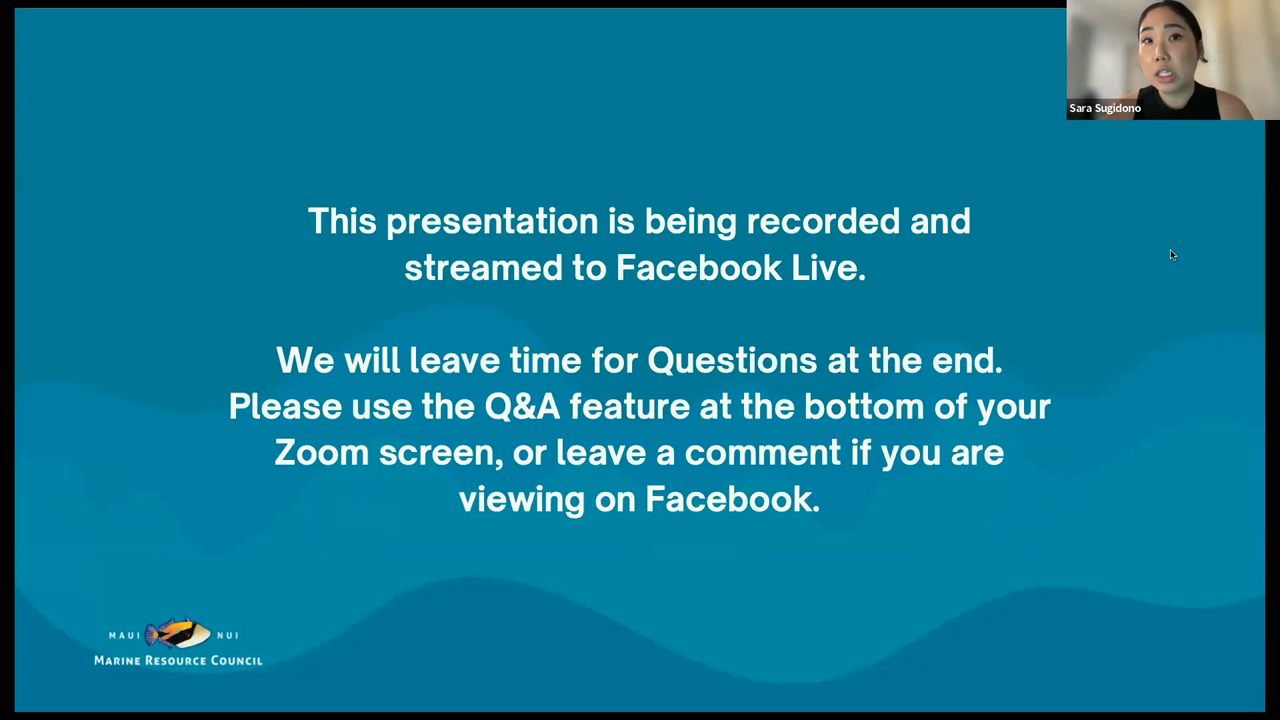 Sara Sugidono
This presentation is being recorded and
streamed to Facebook Live.
We will leave time for Questions at the end.
Please use the Q&A feature at the bottom of your
Zoom screen, or leave a comment if you are
viewing on Facebook.
MAUI NUI
MARINE RESOURCE COUNCIL